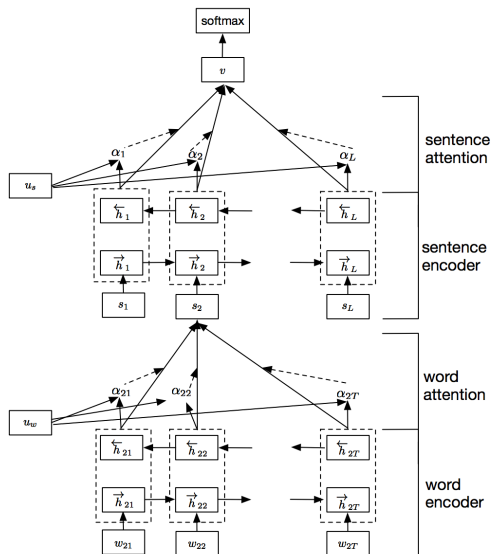 softmax
v
α1 α2 αL
sentence
attention
us
←h 1 ←h 2 ←h L
sentence
encoder
→h 1 →h 2 →h L
s1 s2 sL
word
attention
α21 α22 α2T
uw
←h 21 ←h 22 ←h 2T
word
encoder
→h 21 →h 22 →h 2T
w21 w22 w2T